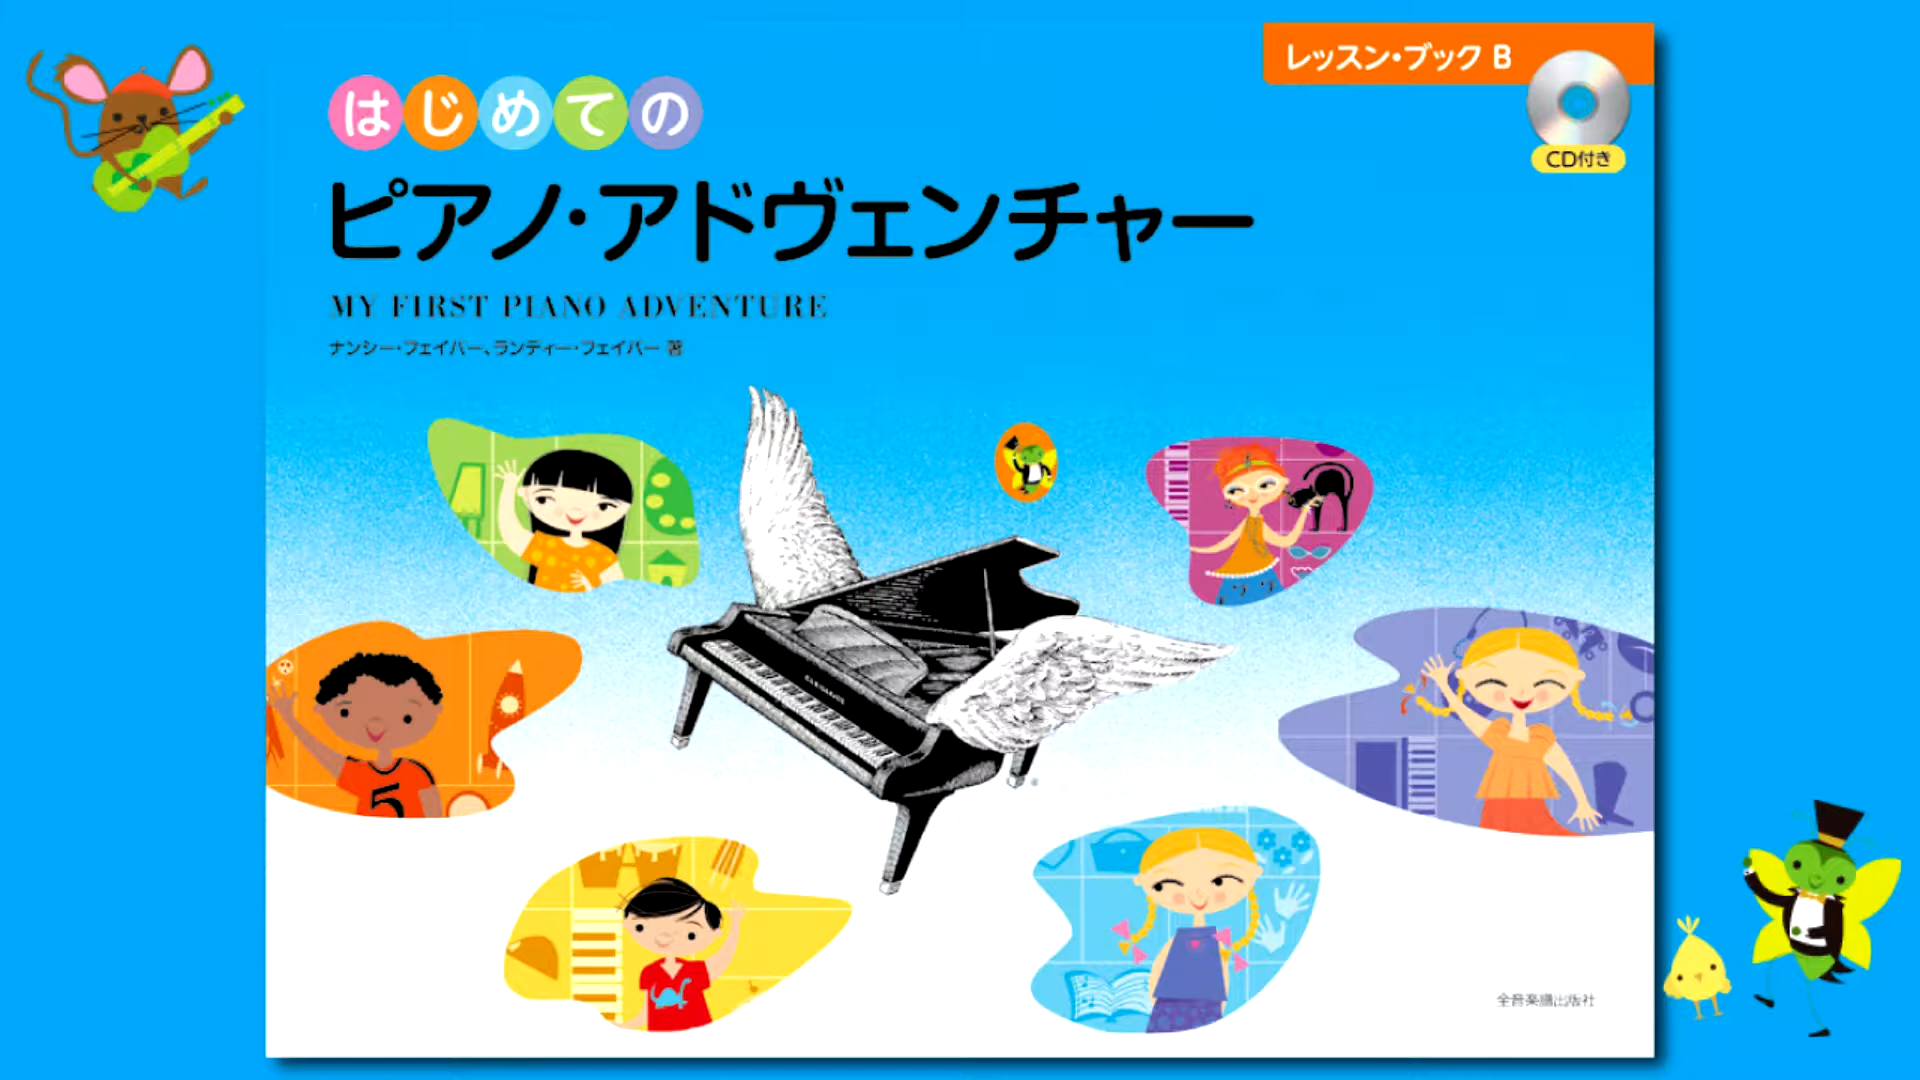 レッスン・ブック B
CD付き
はじめての
ピアノ・アドヴェンチャー
MY FIRST PIANO ADVENTURE
ナンシー・フェイバー、ランディー・フェイバー 著
5
全音楽譜出版社